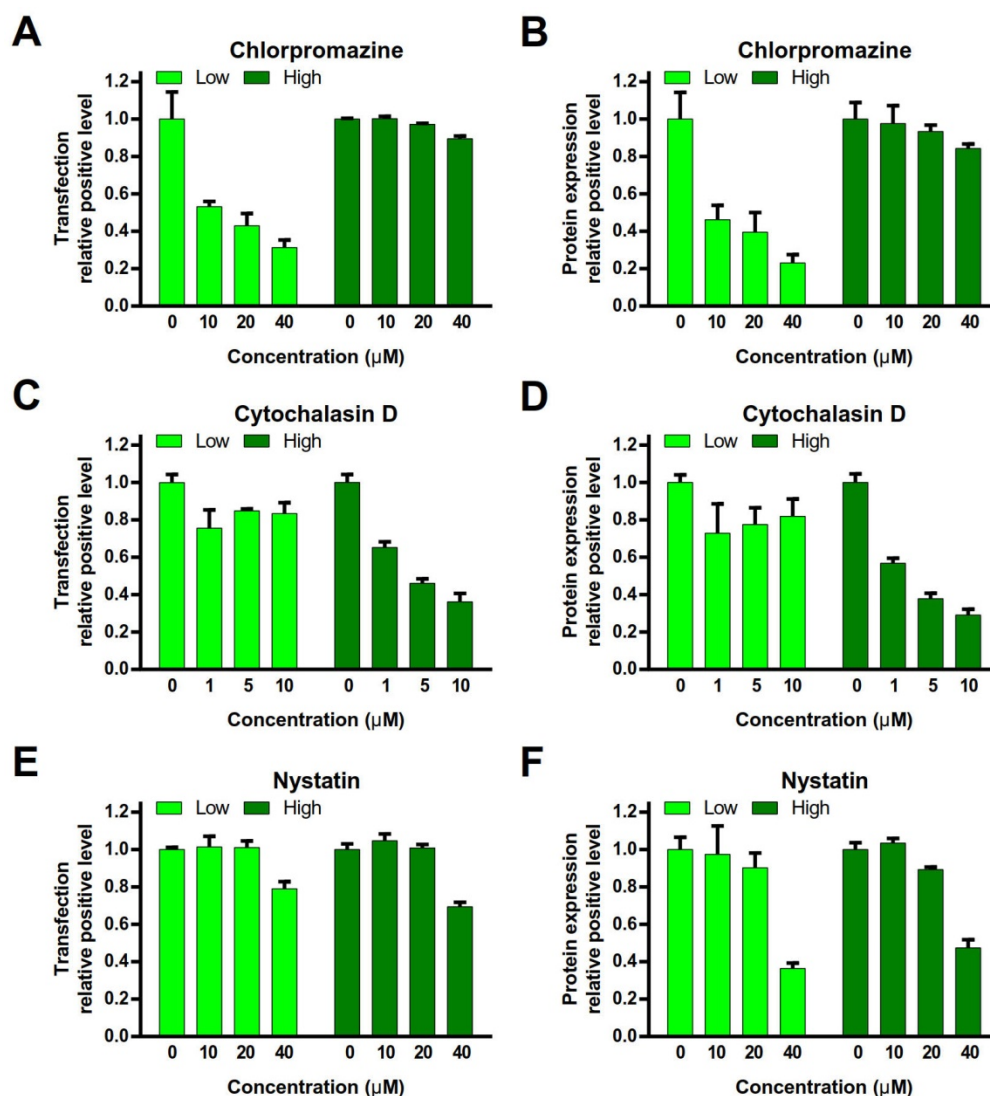 A
Chlorpromazine
Low High
Transfection
relative positive level
1.2
1.0
0.8
0.6
0.4
0.2
0.0
0 10 20 40 0 10 20 40
Concentration (µM)
B
Chlorpromazine
Low High
Protein expression
relative positive level
1.2
1.0
0.8
0.6
0.4
0.2
0.0
0 10 20 40 0 10 20 40
Concentration (µM)
C
Cytochalasin D
Low High
Transfection
relative positive level
1.2
1.0
0.8
0.6
0.4
0.2
0.0
0 1 5 10 0 1 5 10
Concentration (µM)
D
Cytochalasin D
Low High
Protein expression
relative positive level
1.2
1.0
0.8
0.6
0.4
0.2
0.0
0 1 5 10 0 1 5 10
Concentration (µM)
E
Nystatin
Low High
Transfection
relative positive level
1.2
1.0
0.8
0.6
0.4
0.2
0.0
0 10 20 40 0 10 20 40
Concentration (µM)
F
Nystatin
Low High
Protein expression
relative positive level
1.2
1.0
0.8
0.6
0.4
0.2
0.0
0 10 20 40 0 10 20 40
Concentration (µM)